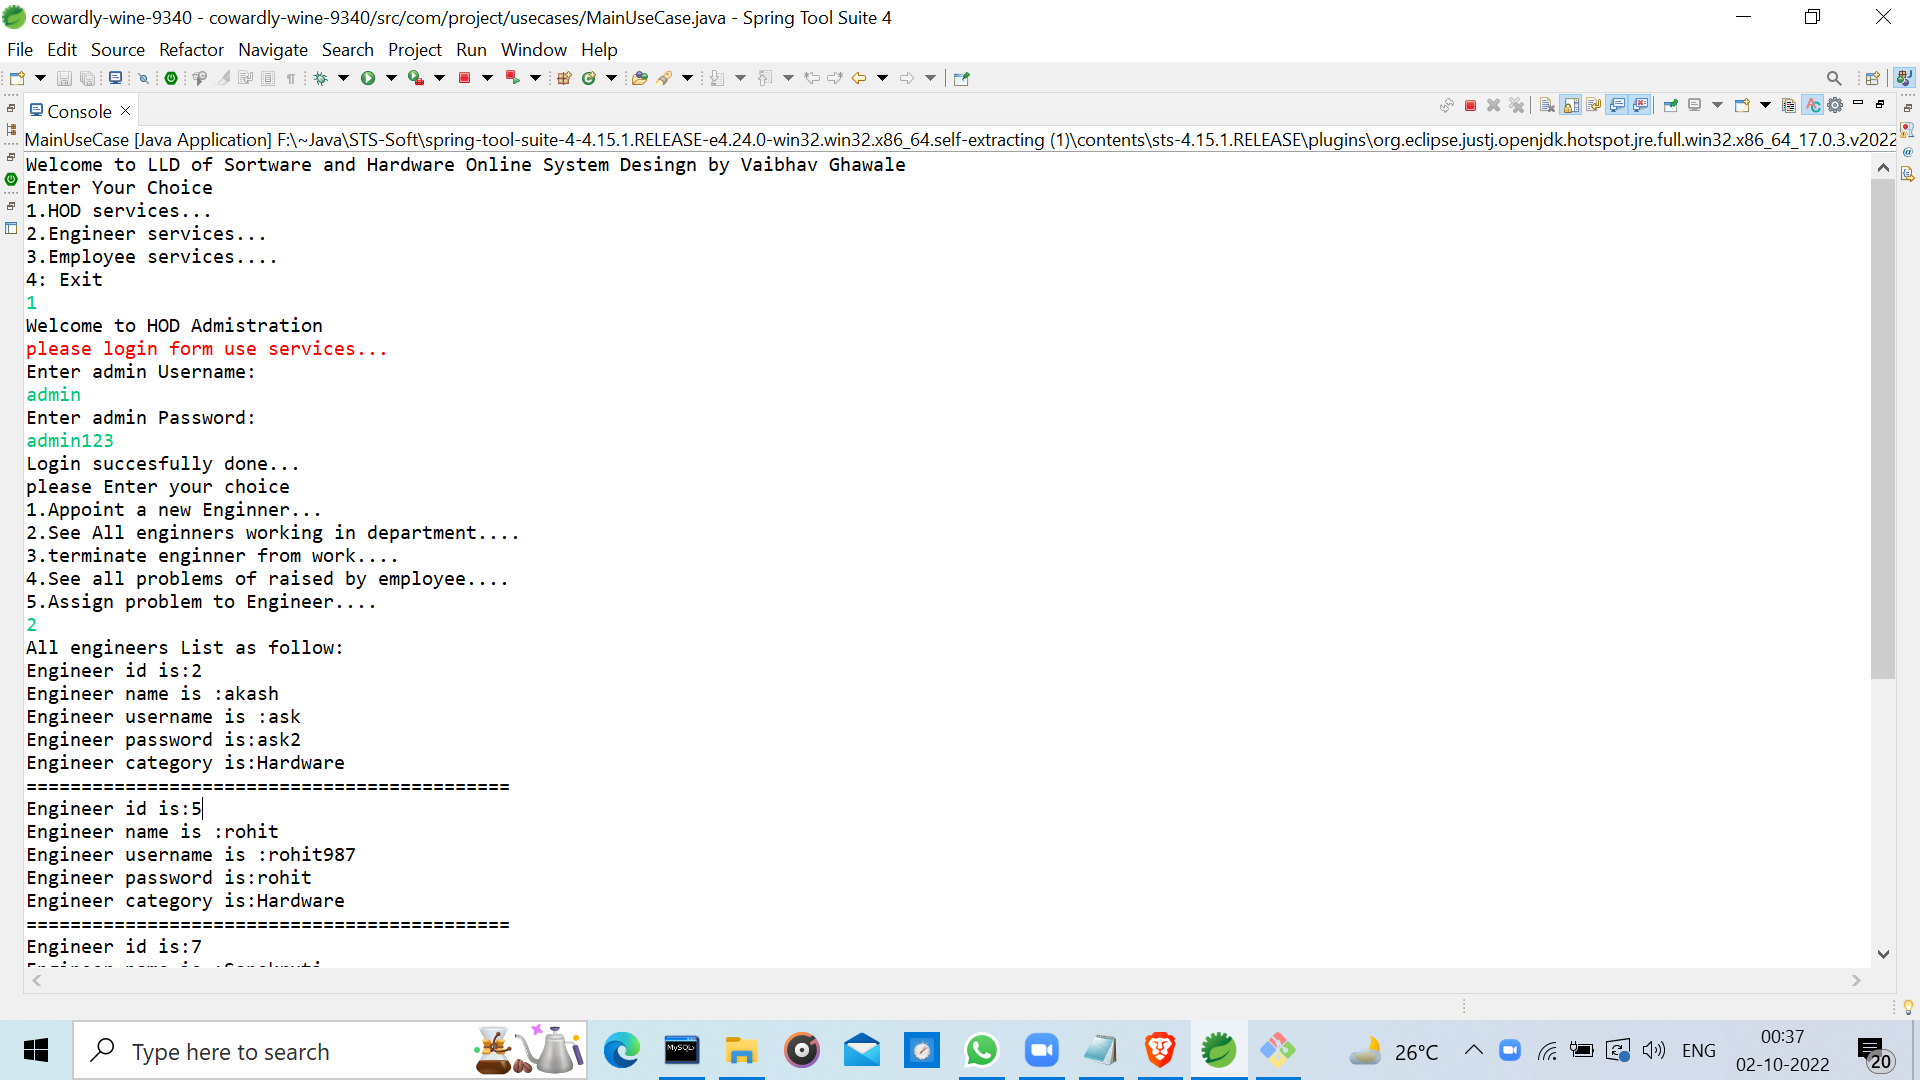 cowardly-wine-9340 - cowardly-wine-9340/src/com/project/usecases/MainUseCase.java - Spring Tool Suite 4
File Edit Source Refactor Navigate Search Project Run Window Help
Console
MainUseCase [Java Application] F:\~Java\STS-Soft\spring-tool-suite-4-4.15.1.RELEASE-e4.24.0-win32.win32.x86_64.self-extracting (1)\contents\sts-4.15.1.RELEASE\plugins\org.eclipse.justj.openjdk.hotspot.jre.full.win32.x86_64_17.0.3.v2022
Welcome to LLD of Sortware and Hardware Online System Desingn by Vaibhav Ghawale
Enter Your Choice
1.HOD services...
2.Engineer services...
3.Employee services....
4: Exit
1
Welcome to HOD Admistration
please login form use services...
Enter admin Username:
admin
Enter admin Password:
admin123
Login succesfully done...
please Enter your choice
1.Appoint a new Enginner...
2.See All enginners working in department....
3.terminate enginner from work....
4.See all problems of raised by employee....
5.Assign problem to Engineer....
2
All engineers List as follow:
Engineer id is:2
Engineer name is :akash
Engineer username is :ask
Engineer password is:ask2
Engineer category is:Hardware
============================================
Engineer id is:5
Engineer name is :rohit
Engineer username is :rohit987
Engineer password is:rohit
Engineer category is:Hardware
============================================
Engineer id is:7
Type here to search
MySQL
26°C
ENG
00:37
02-10-2022
20